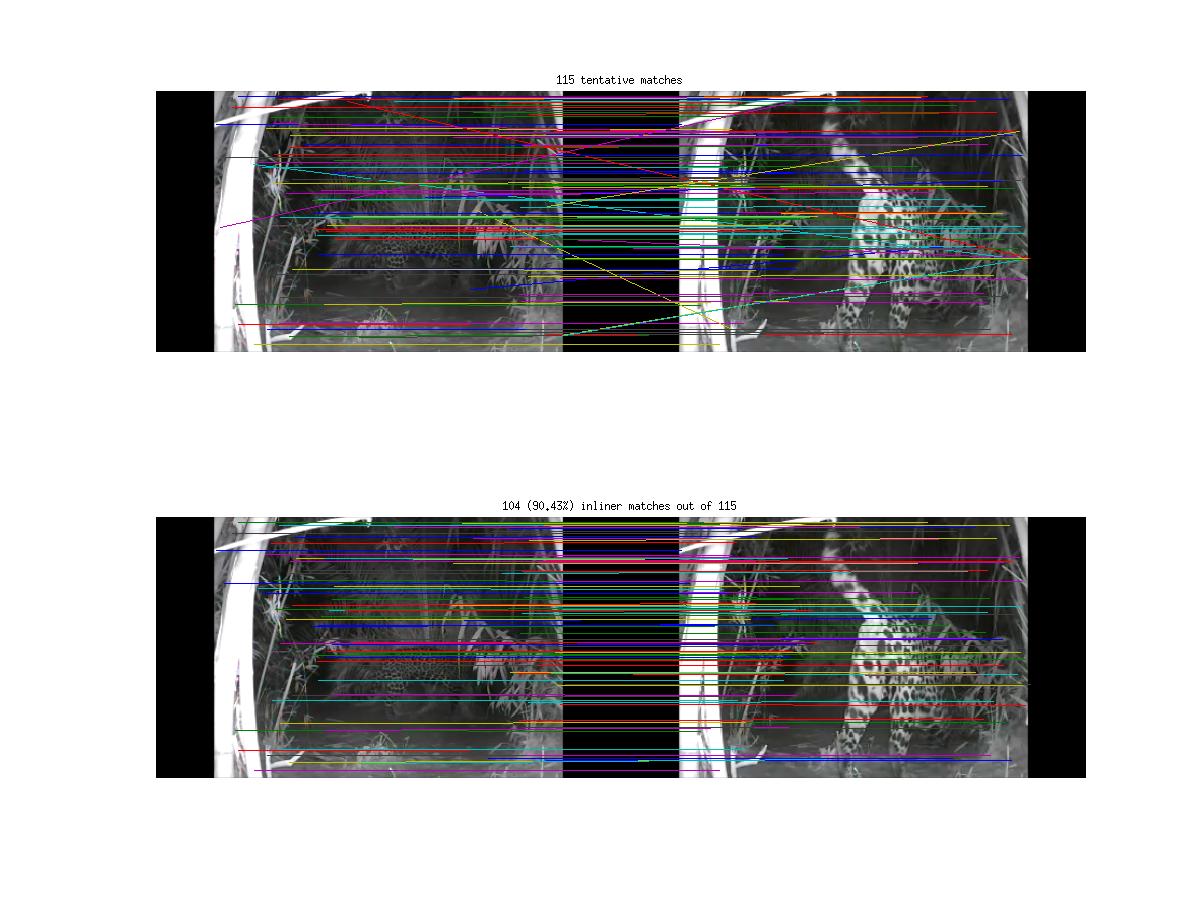 115 tentative matches
104 (90.43%) inliner matches out of 115